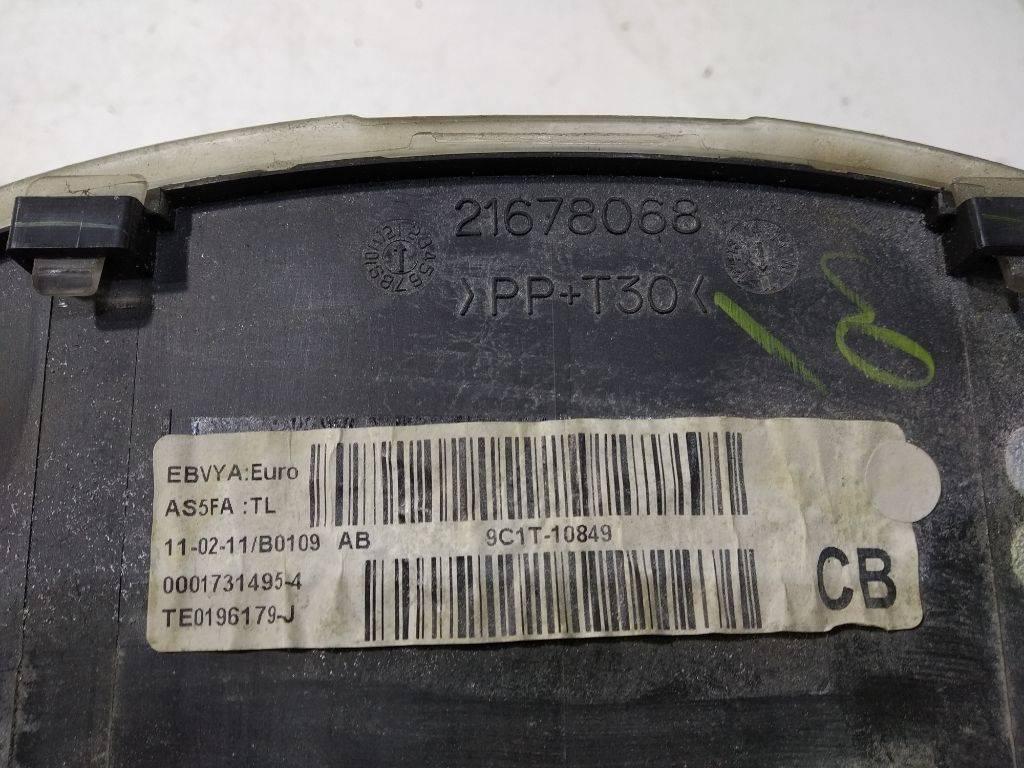 21678068
>PP+T30<
18
EBVYA:Euro
AS5FA :TL
11-02-11/B0109 AB 9C1T-10849
0001731495-4
TE0196179-J
CB